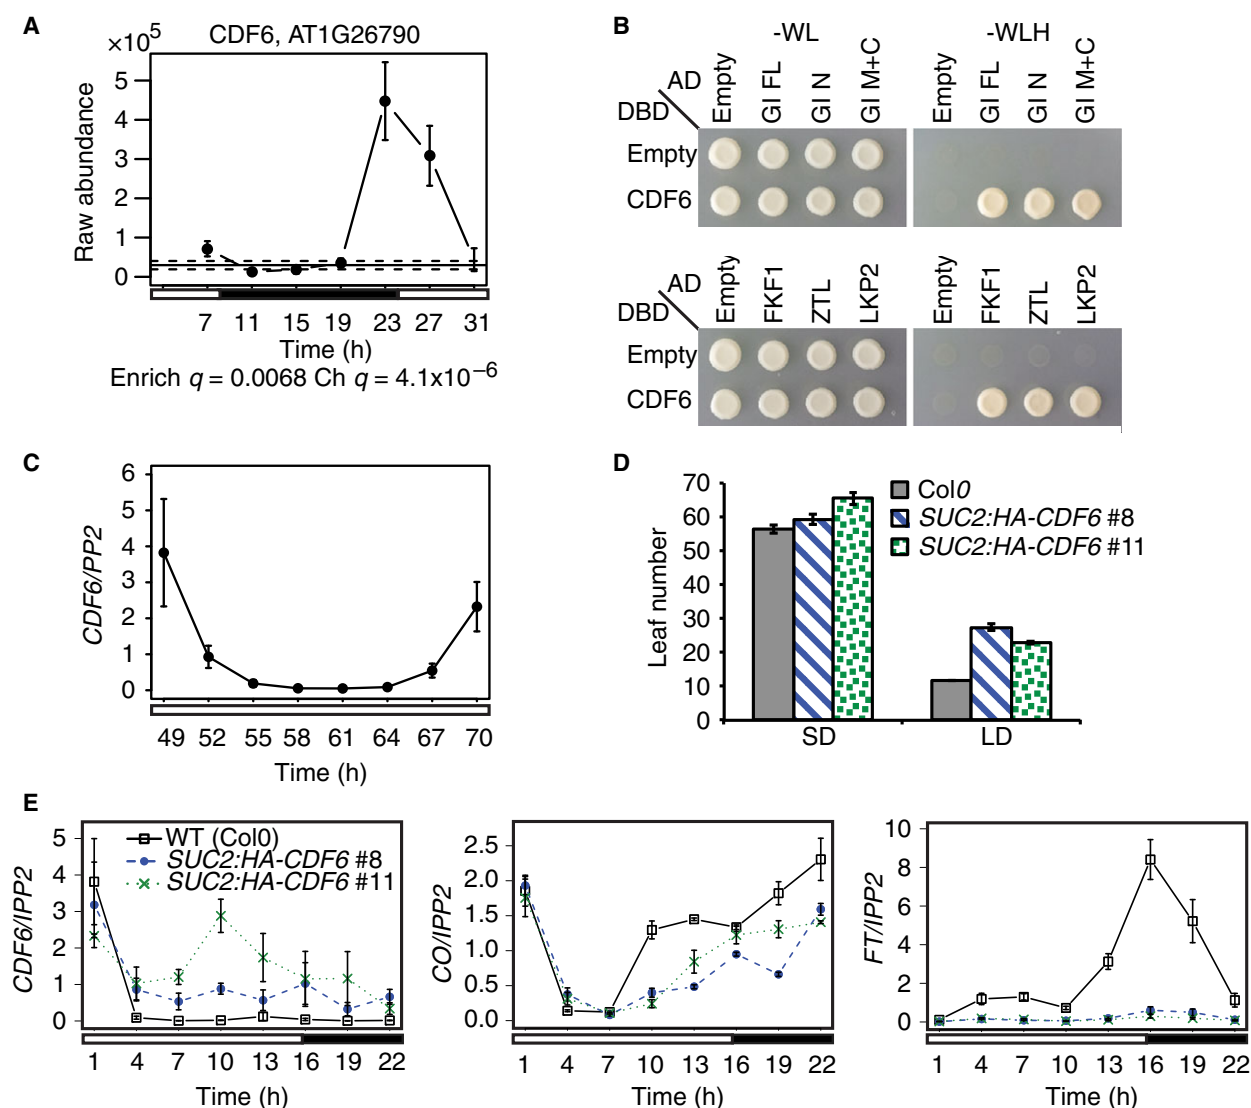 A
CDF6, AT1G26790
×10⁵
Raw abundance
5
4
3
2
1
0
7 11 15 19 23 27 31
Time (h)
Enrich q = 0.0068 Ch q = 4.1x10⁻⁶
B
-WL -WLH
AD Empty GI FL GI N GI M+C Empty GI FL GI N GI M+C
DBD
Empty
CDF6
AD Empty FKF1 ZTL LKP2 Empty FKF1 ZTL LKP2
DBD
Empty
CDF6
C
CDF6/PP2
6
5
4
3
2
1
0
49 52 55 58 61 64 67 70
Time (h)
D
Leaf number
70
60
50
40
30
20
10
0
SD LD
Col0
SUC2:HA-CDF6 #8
SUC2:HA-CDF6 #11
E
CDF6/IPP2
5
4
3
2
1
0
WT (Col0)
SUC2:HA-CDF6 #8
SUC2:HA-CDF6 #11
1 4 7 10 13 16 19 22
Time (h)
CO/IPP2
2.5
2.0
1.5
1.0
0.5
0.0
1 4 7 10 13 16 19 22
Time (h)
FT/IPP2
10
8
6
4
2
0
1 4 7 10 13 16 19 22
Time (h)